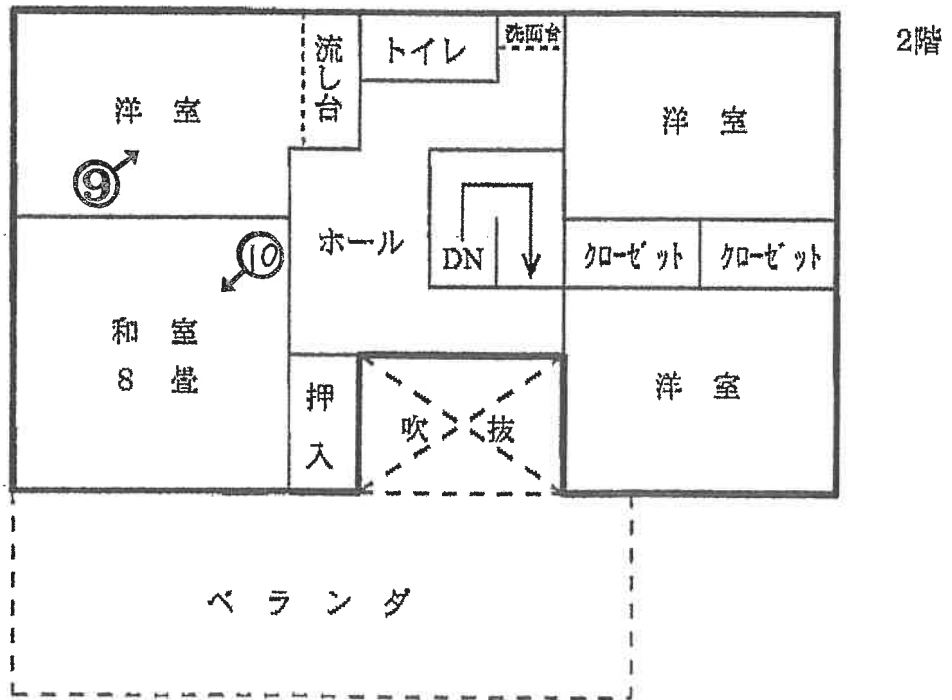 2階
流し台
トイレ
洗面台
洋室
洋室
⑨
ホール
DN
クローゼット
クローゼット
⑩
和室
8畳
押入
吹抜
洋室
ベランダ